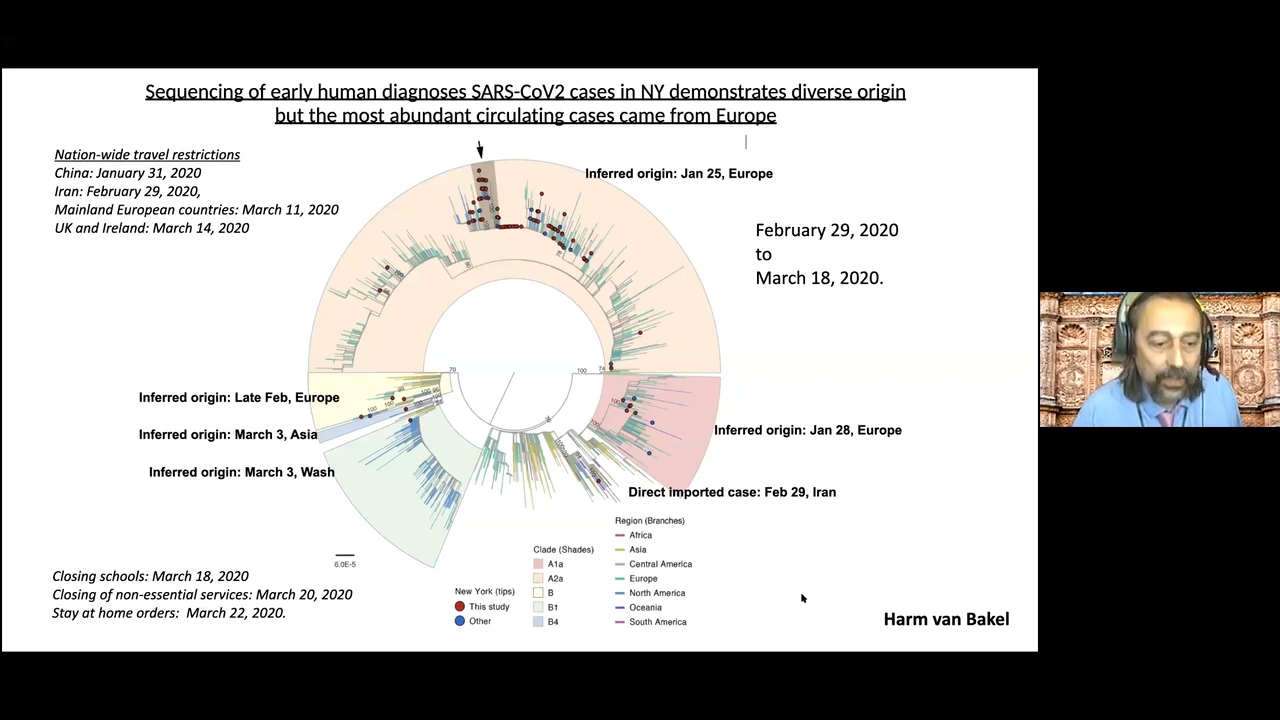 Sequencing of early human diagnoses SARS-CoV2 cases in NY demonstrates diverse origin
but the most abundant circulating cases came from Europe
Nation-wide travel restrictions
China: January 31, 2020
Iran: February 29, 2020,
Mainland European countries: March 11, 2020
UK and Ireland: March 14, 2020
Inferred origin: Jan 25, Europe
February 29, 2020
to
March 18, 2020.
70
100
74
Inferred origin: Late Feb, Europe
Inferred origin: March 3, Asia
Inferred origin: March 3, Wash
Inferred origin: Jan 28, Europe
Direct imported case: Feb 29, Iran
6.0E-5
Closing schools: March 18, 2020
Closing of non-essential services: March 20, 2020
Stay at home orders:  March 22, 2020.
New York (tips)
This study
Other
Clade (Shades)
A1a
A2a
B
B1
B4
Region (Branches)
Africa
Asia
Central America
Europe
North America
Oceania
South America
Harm van Bakel